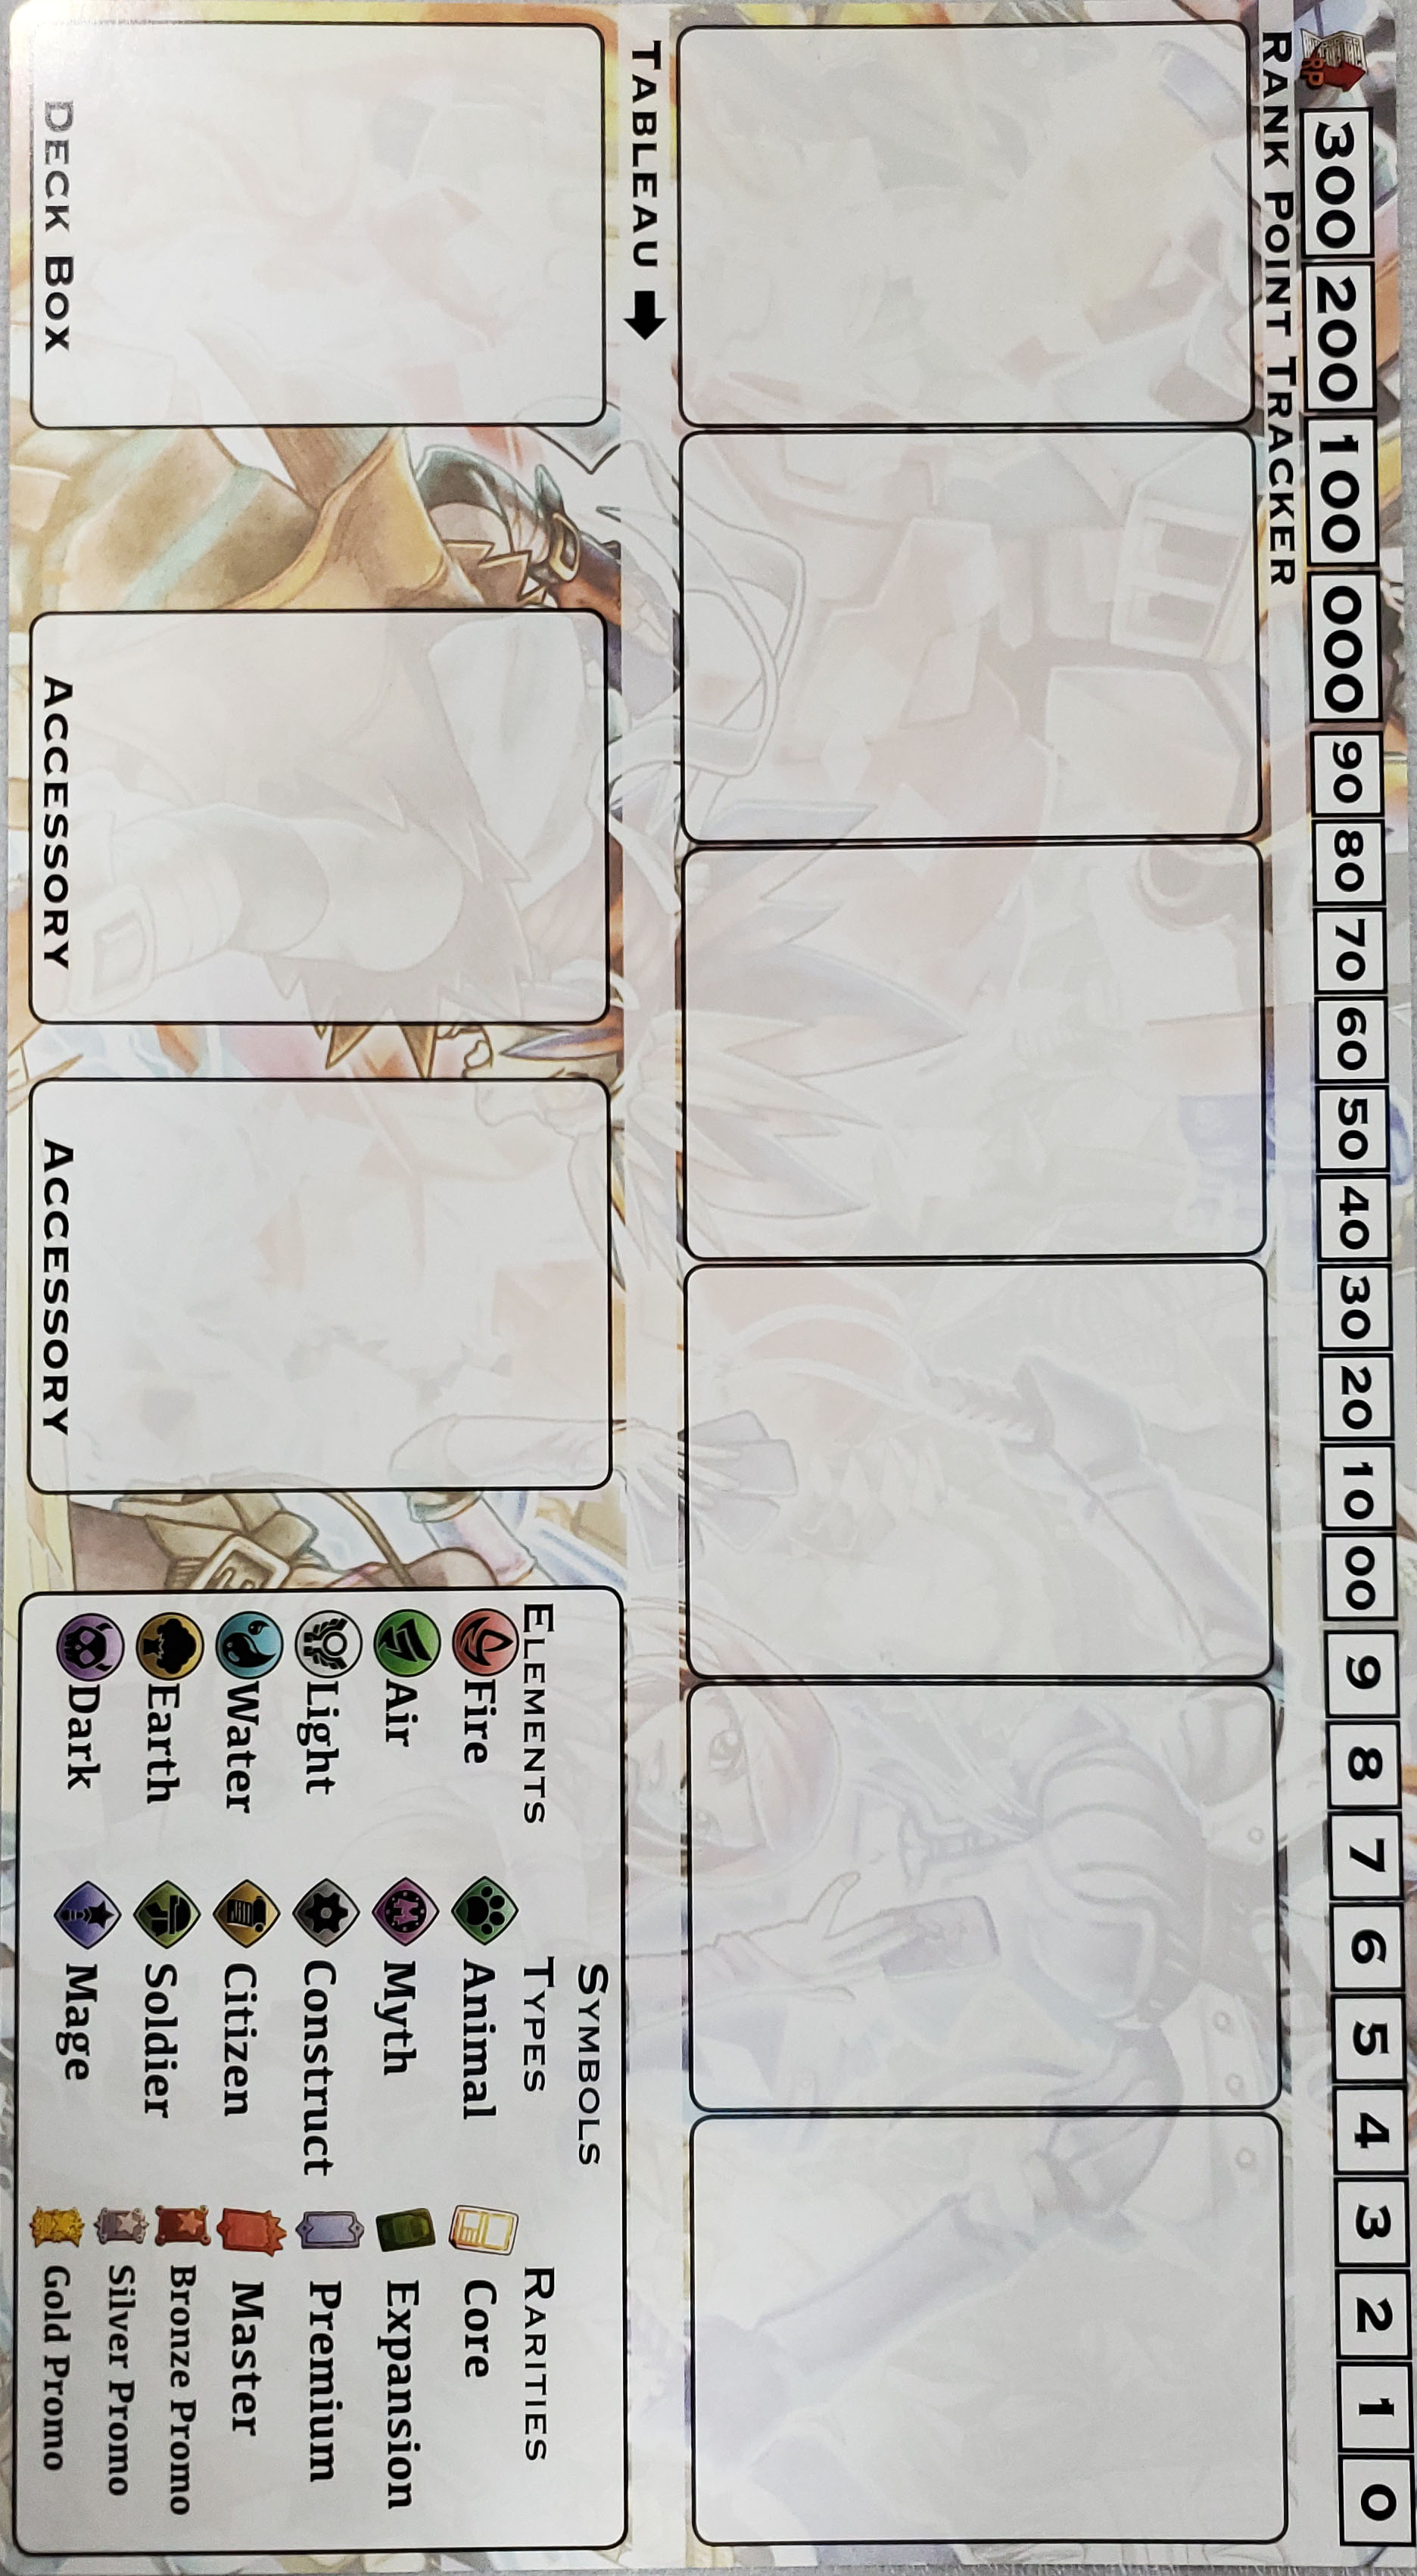 RP
300 200 100 000 90 80 70 60 50 40 30 20 10 00 9 8 7 6 5 4 3 2 1 0
RANK POINT TRACKER
TABLEAU
DECK BOX
ACCESSORY
ACCESSORY
SYMBOLS
ELEMENTS
Fire
Air
Light
Water
Earth
Dark
TYPES
Animal
Myth
Construct
Citizen
Soldier
Mage
RARITIES
Core
Expansion
Premium
Master
Bronze Promo
Silver Promo
Gold Promo